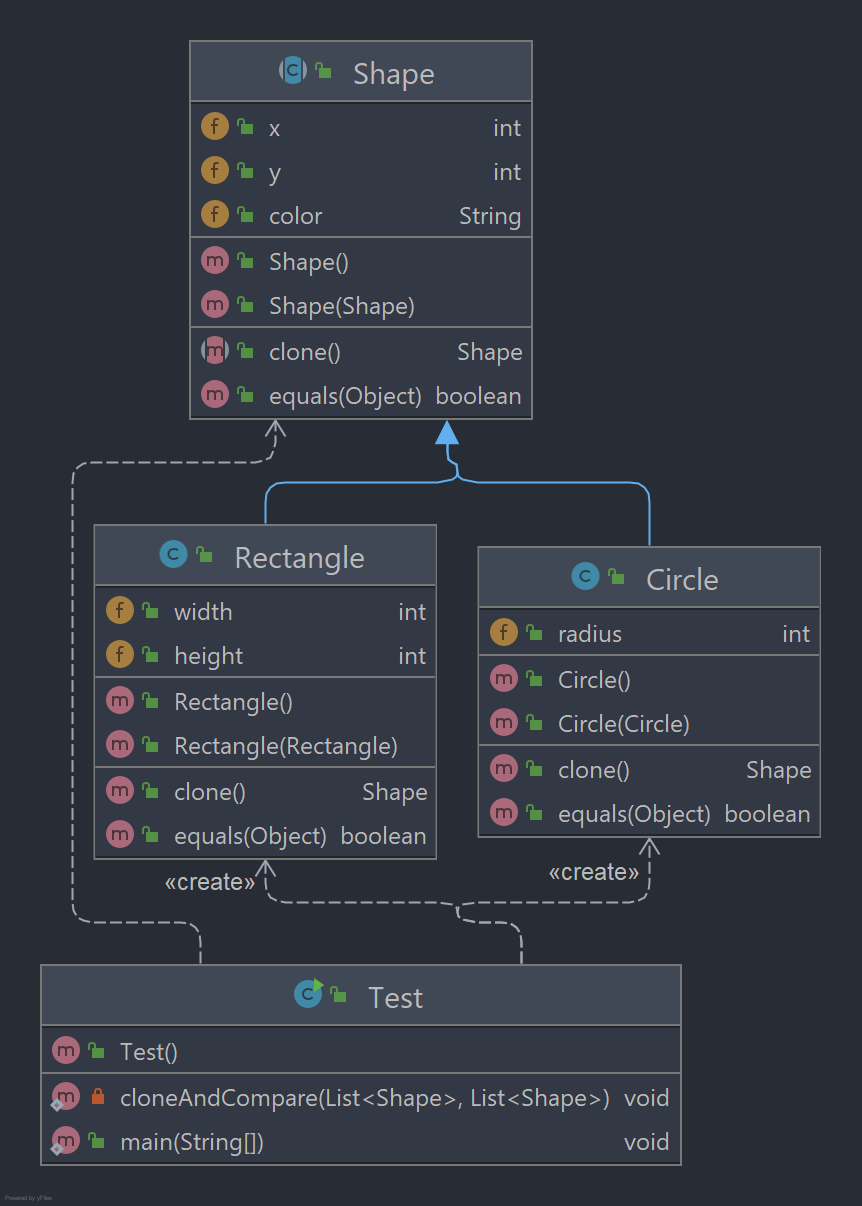 Shape
x int
y int
color String
Shape()
Shape(Shape)
clone() Shape
equals(Object) boolean
Rectangle
width int
height int
Rectangle()
Rectangle(Rectangle)
clone() Shape
equals(Object) boolean
Circle
radius int
Circle()
Circle(Circle)
clone() Shape
equals(Object) boolean
«create»
«create»
Test
Test()
cloneAndCompare(List<Shape>, List<Shape>) void
main(String[]) void
Powered by yFiles